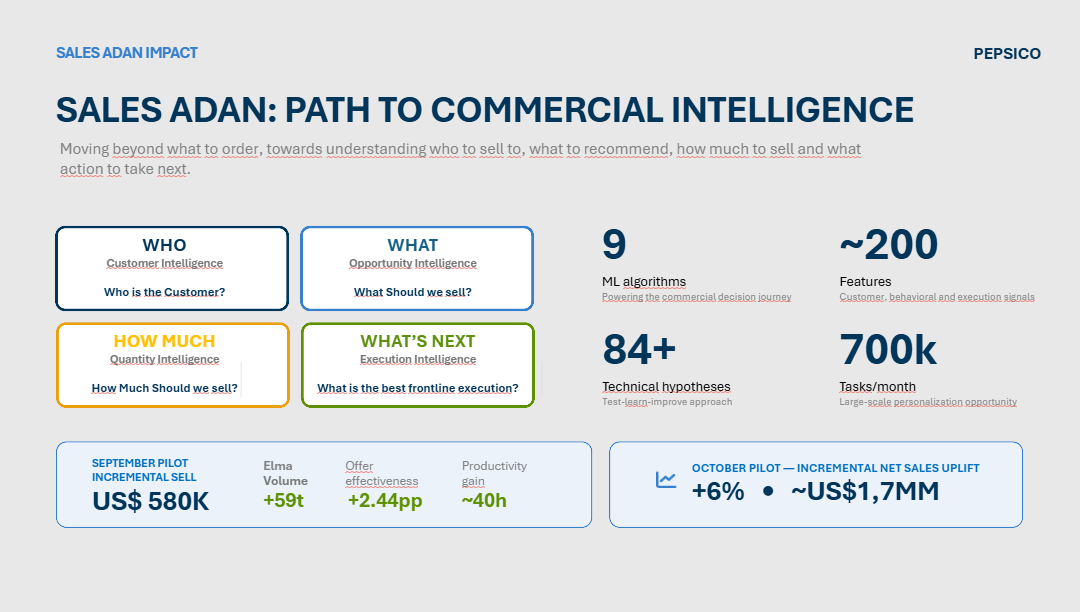 SALES ADAN IMPACT
PEPSICO
SALES ADAN: PATH TO COMMERCIAL INTELLIGENCE
Moving beyond what to order, towards understanding who to sell to, what to recommend, how much to sell and what
action to take next.
WHO
Customer Intelligence
Who is the Customer?
WHAT
Opportunity Intelligence
What Should we sell?
HOW MUCH
Quantity Intelligence
How Much Should we sell?
WHAT'S NEXT
Execution Intelligence
What is the best frontline execution?
9
ML algorithms
Powering the commercial decision journey
~200
Features
Customer, behavioral and execution signals
84+
Technical hypotheses
Test-learn-improve approach
700k
Tasks/month
Large-scale personalization opportunity
SEPTEMBER PILOT
INCREMENTAL SELL
US$ 580K
Elma
Volume
+59t
Offer
effectiveness
+2.44pp
Productivity
gain
~40h
OCTOBER PILOT — INCREMENTAL NET SALES UPLIFT
+6% • ~US$1,7MM